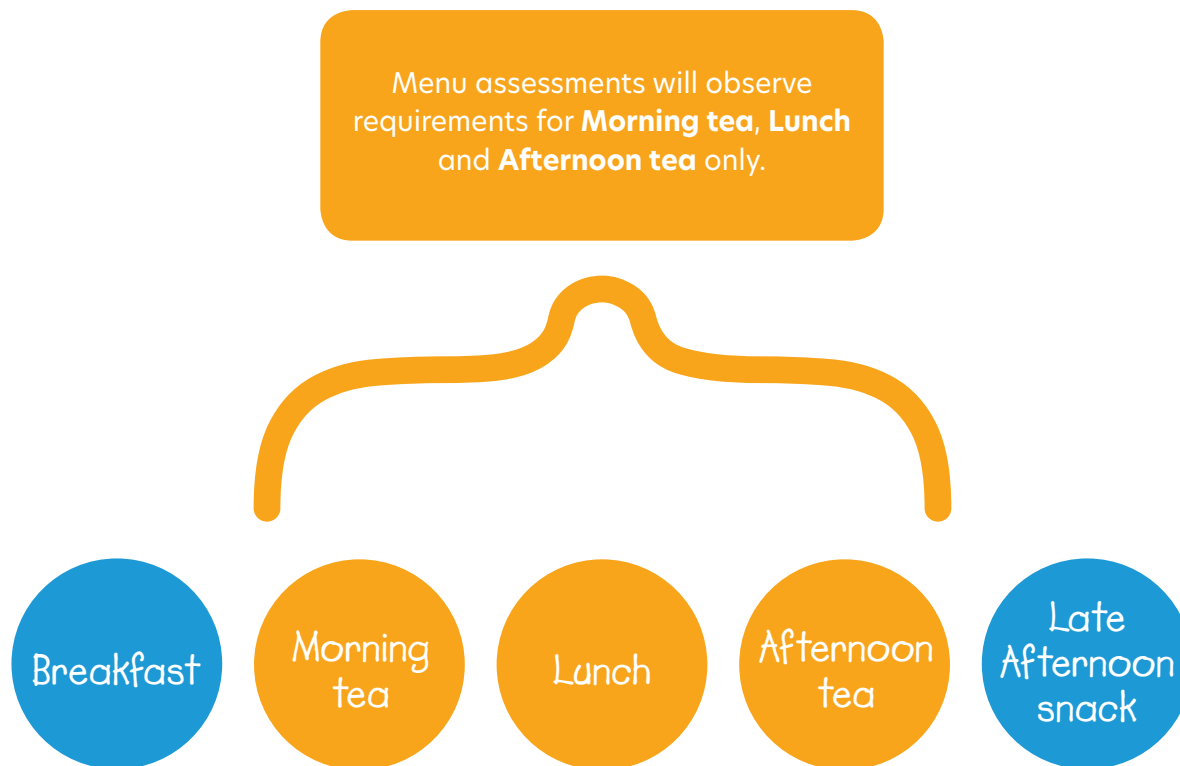 Menu assessments will observe
requirements for Morning tea, Lunch
and Afternoon tea only.
Breakfast
Morning
tea
Lunch
Afternoon
tea
Late
Afternoon
snack